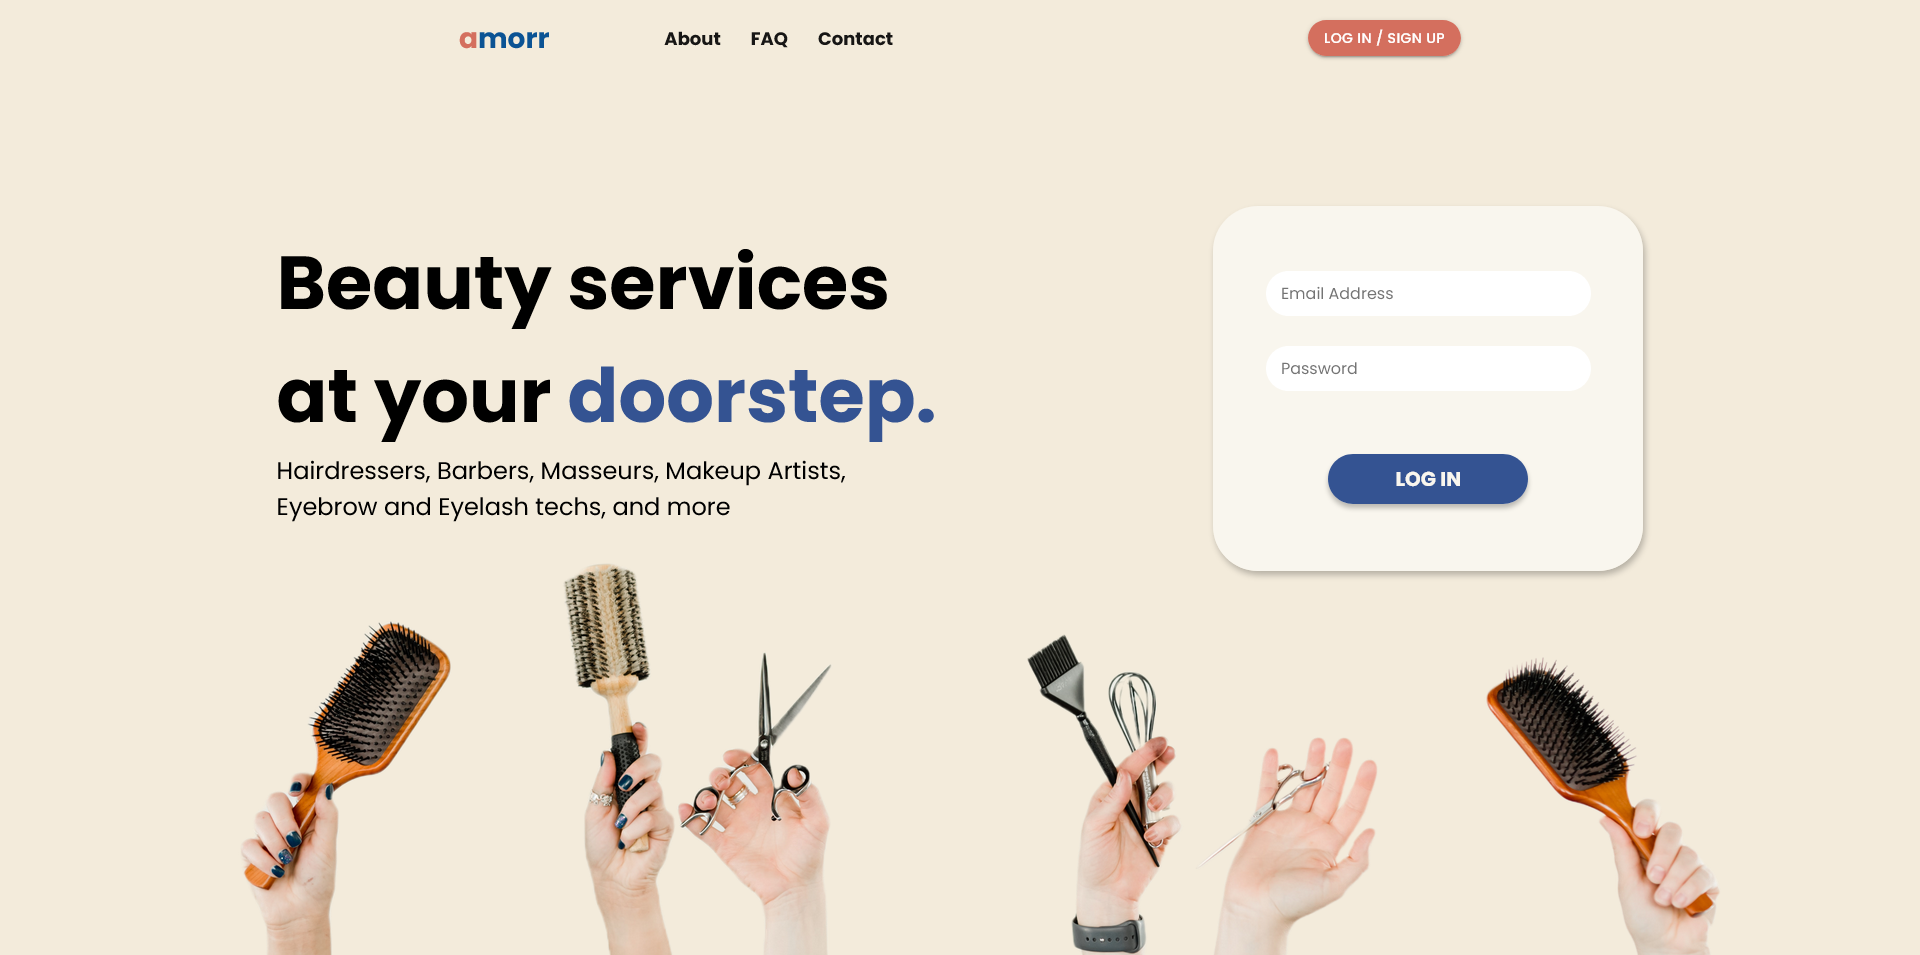 amorr
About FAQ Contact
LOG IN / SIGN UP
Beauty services
at your doorstep.
Hairdressers, Barbers, Masseurs, Makeup Artists,
Eyebrow and Eyelash techs, and more
Email Address
Password
LOG IN